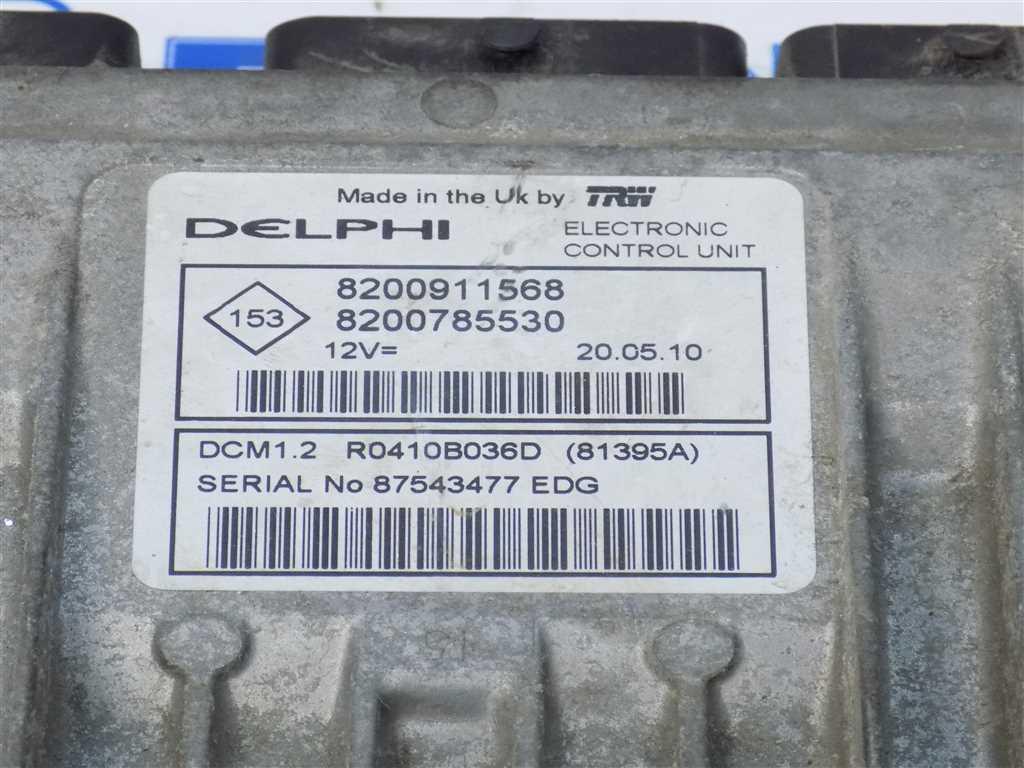 Made in the Uk by TRW
DELPHI
ELECTRONIC
CONTROL UNIT
153
8200911568
8200785530
12V= 20.05.10
DCM1.2 R0410B036D (81395A)
SERIAL No 87543477 EDG